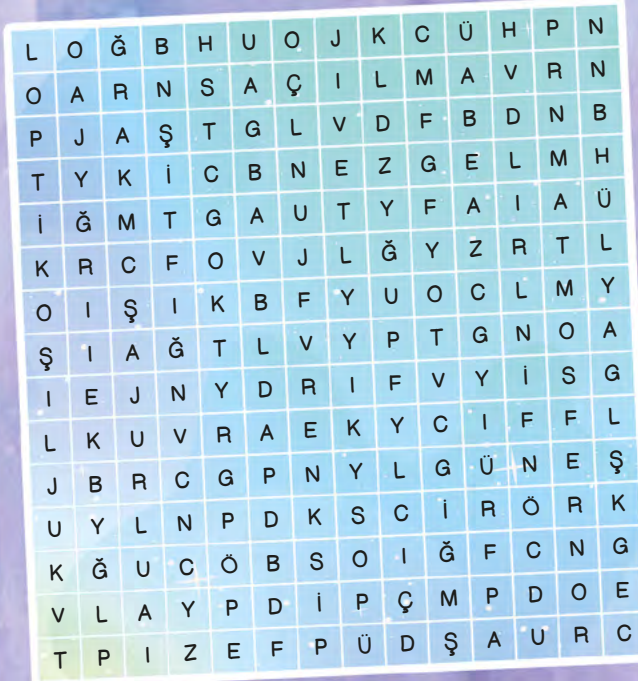 L O Ğ B H U O J K C Ü H P N
O A R N S A Ç I L M A V R N
P J A Ş T G L V D F B D N B
T Y K İ C B N E Z G E L M H
İ Ğ M T G A U T Y F A I A Ü
K R C F O V J L Ğ Y Z R T L
O I Ş I K B F Y U O C L M Y
Ş I A Ğ T L V Y P T G N O A
I E J N Y D R I F V Y İ S G
L K U V R A E K Y C I F F L
J B R C G P N Y L G Ü N E Ş
U Y L N P D K S C İ R Ö R K
K Ğ U C Ö B S O I Ğ F C N G
V L A Y P D İ P Ç M P D O E
T P I Z E F P Ü D Ş A U R C